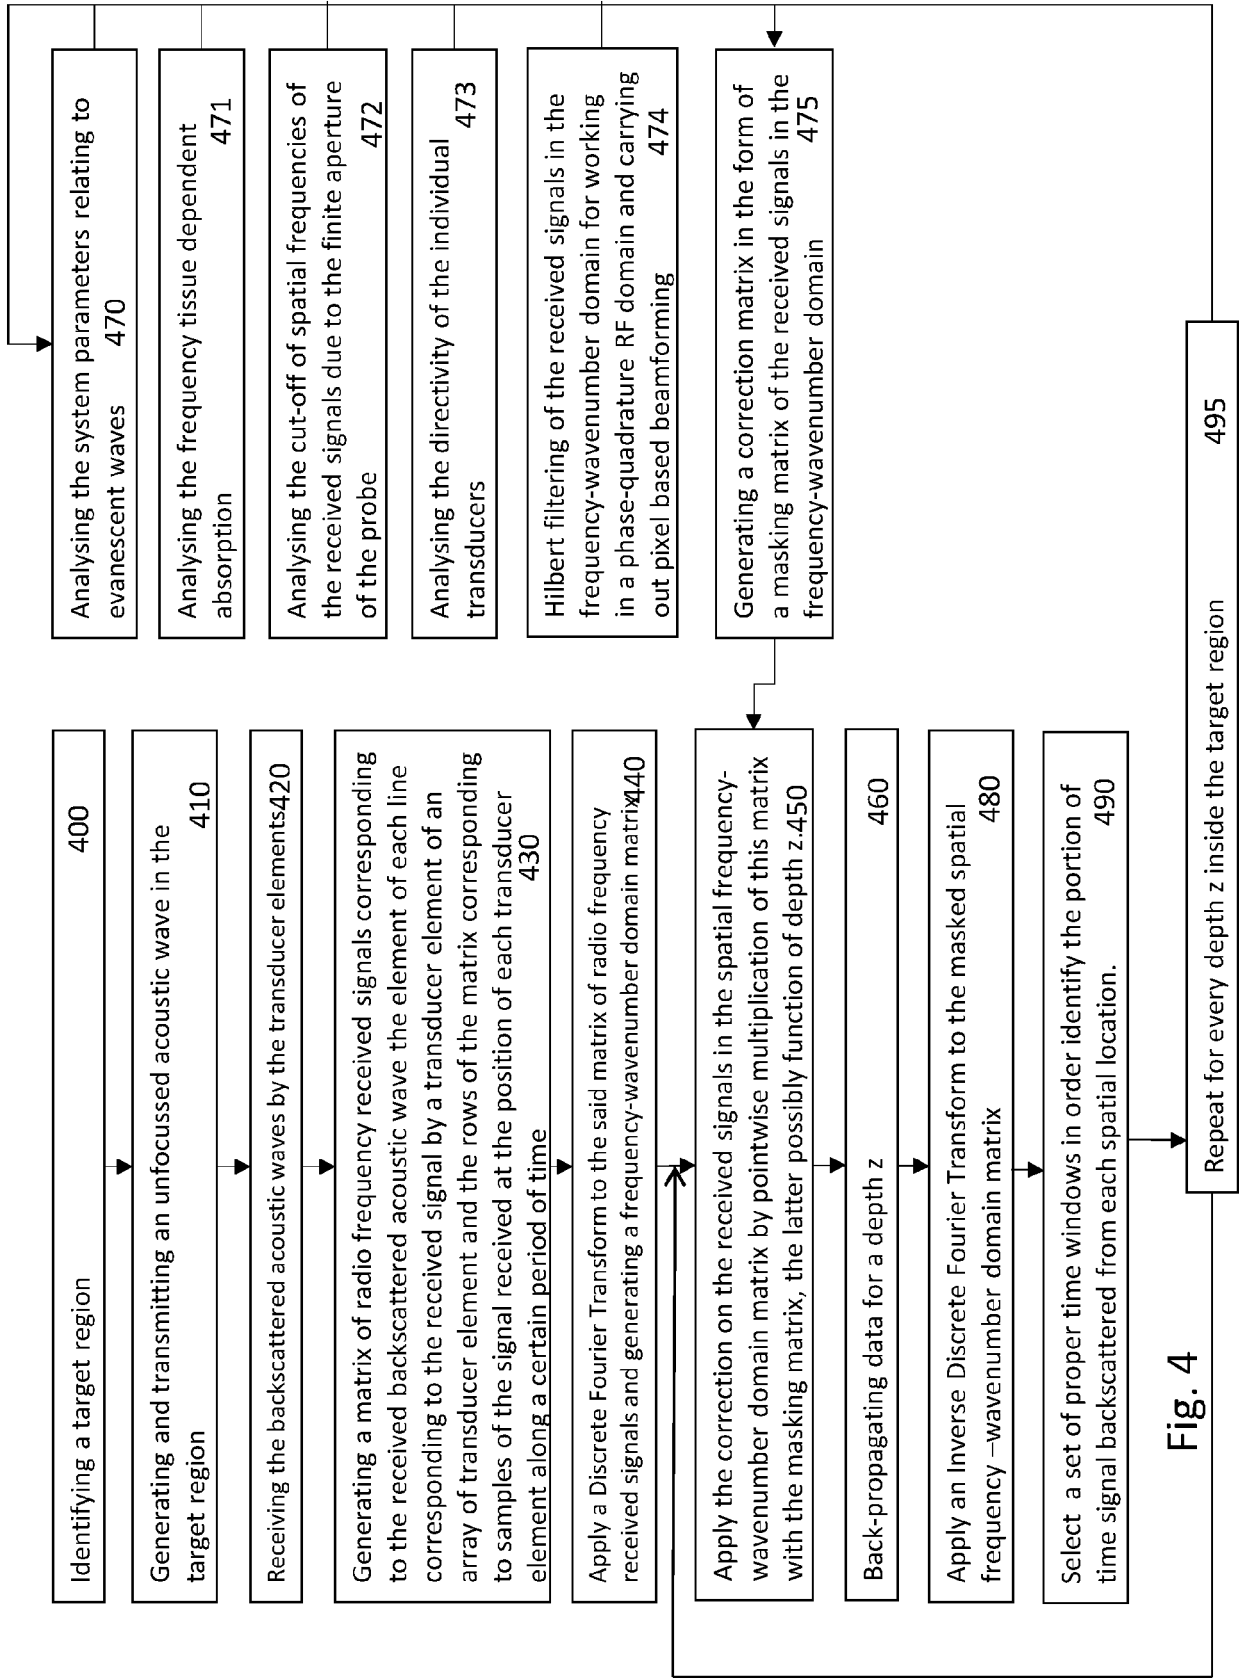 Identifying a target region
400
Generating and transmitting an unfocussed acoustic wave in the
target region
410
Receiving the backscattered acoustic waves by the transducer elements
420
Generating a matrix of radio frequency received signals corresponding
to the received backscattered acoustic wave the element of each line
corresponding to the received signal by a transducer element of an
array of transducer element and the rows of the matrix corresponding
to samples of the signal received at the position of each transducer
element along a certain period of time
430
Apply a Discrete Fourier Transform to the said matrix of radio frequency
received signals and generating a frequency-wavenumber domain matrix
440
Apply the correction on the received signals in the spatial frequency-
wavenumber domain matrix by pointwise multiplication of this matrix
with the masking matrix, the latter possibly function of depth z.
450
Back-propagating data for a depth z
460
Apply an Inverse Discrete Fourier Transform to the masked spatial
frequency –wavenumber domain matrix
480
Select a set of proper time windows in order identify the portion of
time signal backscattered from each spatial location.
490
Repeat for every depth z inside the target region
495
Analysing the system parameters relating to
evanescent waves
470
Analysing the frequency tissue dependent
absorption
471
Analysing the cut-off of spatial frequencies of
the received signals due to the finite aperture
of the probe
472
Analysing the directivity of the individual
transducers
473
Hilbert filtering of the received signals in the
frequency-wavenumber domain for working
in a phase-quadrature RF domain and carrying
out pixel based beamforming
474
Generating a correction matrix in the form of
a masking matrix of the received signals in the
frequency-wavenumber domain
475
Fig. 4